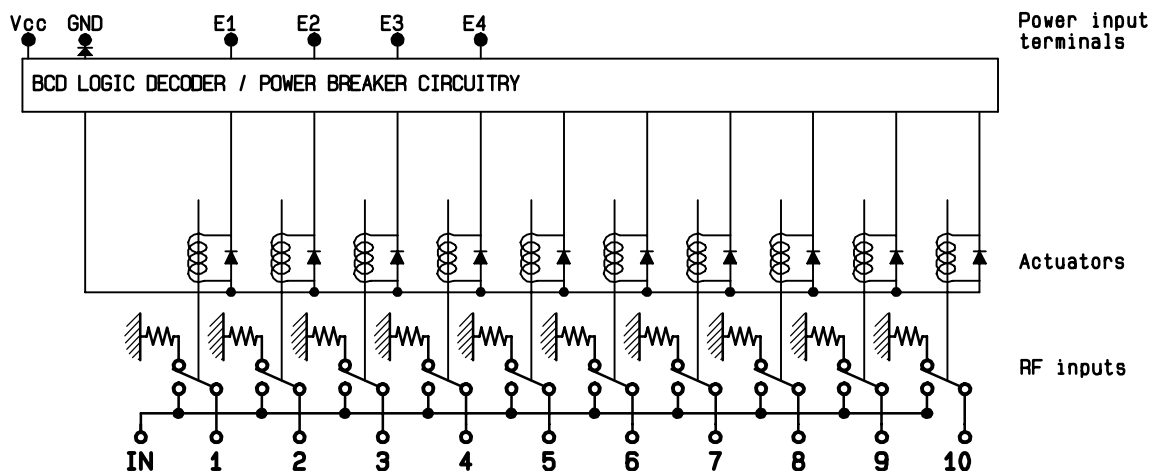 Vcc GND E1 E2 E3 E4 Power input
terminals
BCD LOGIC DECODER / POWER BREAKER CIRCUITRY
Actuators
RF inputs
IN 1 2 3 4 5 6 7 8 9 10